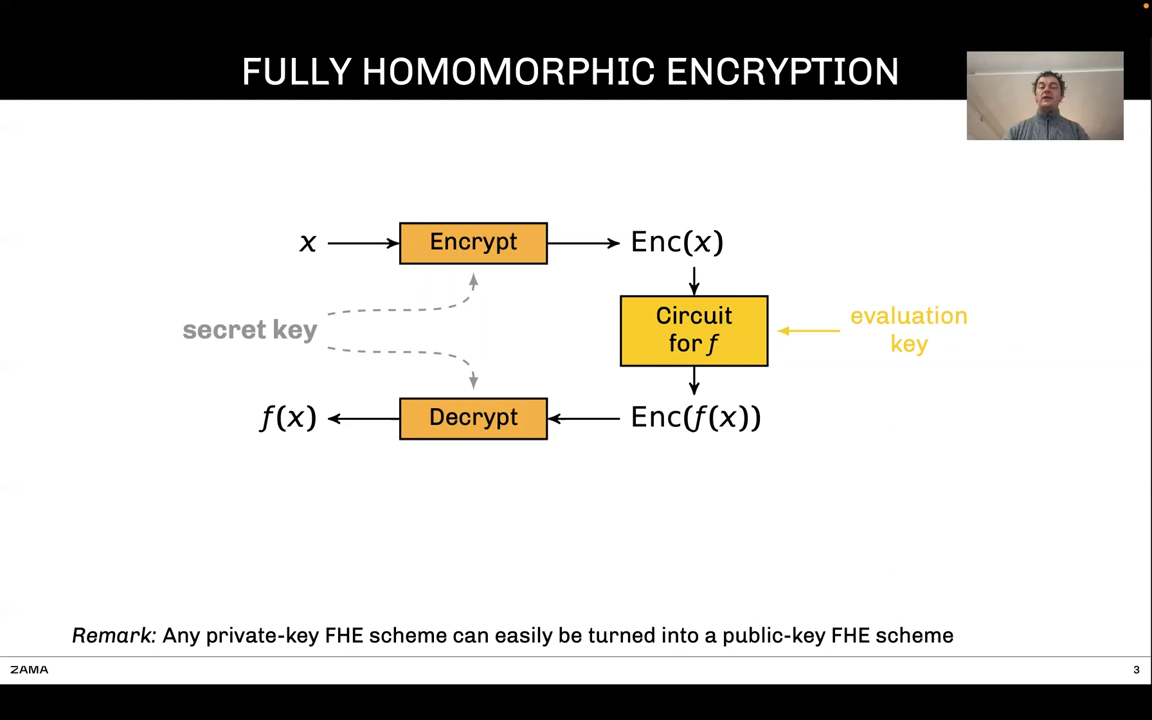 FULLY HOMOMORPHIC ENCRYPTION
x
Encrypt
Enc(x)
secret key
Circuit
for f
evaluation
key
f(x)
Decrypt
Enc(f(x))
Remark: Any private-key FHE scheme can easily be turned into a public-key FHE scheme
ZAMA
3